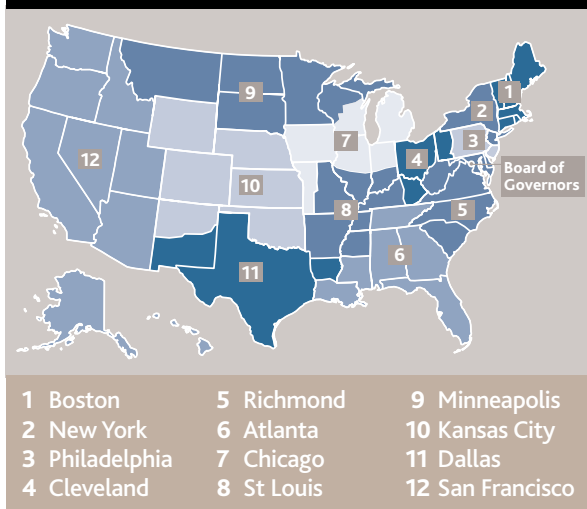 1
9
2
7
3
12
4
Board of
Governors
10
8
5
6
11
1 Boston
2 New York
3 Philadelphia
4 Cleveland
5 Richmond
6 Atlanta
7 Chicago
8 St Louis
9 Minneapolis
10 Kansas City
11 Dallas
12 San Francisco